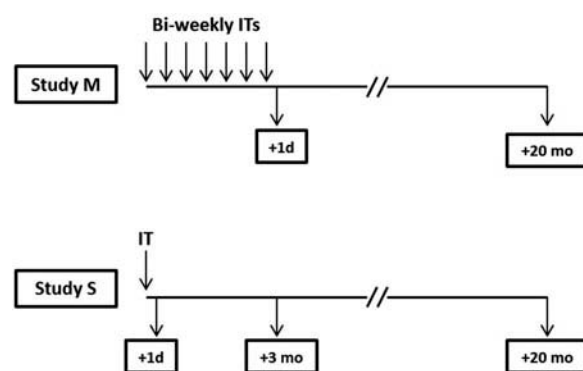 Bi-weekly ITs
Study M
+1d
+20 mo
IT
Study S
+1d
+3 mo
+20 mo